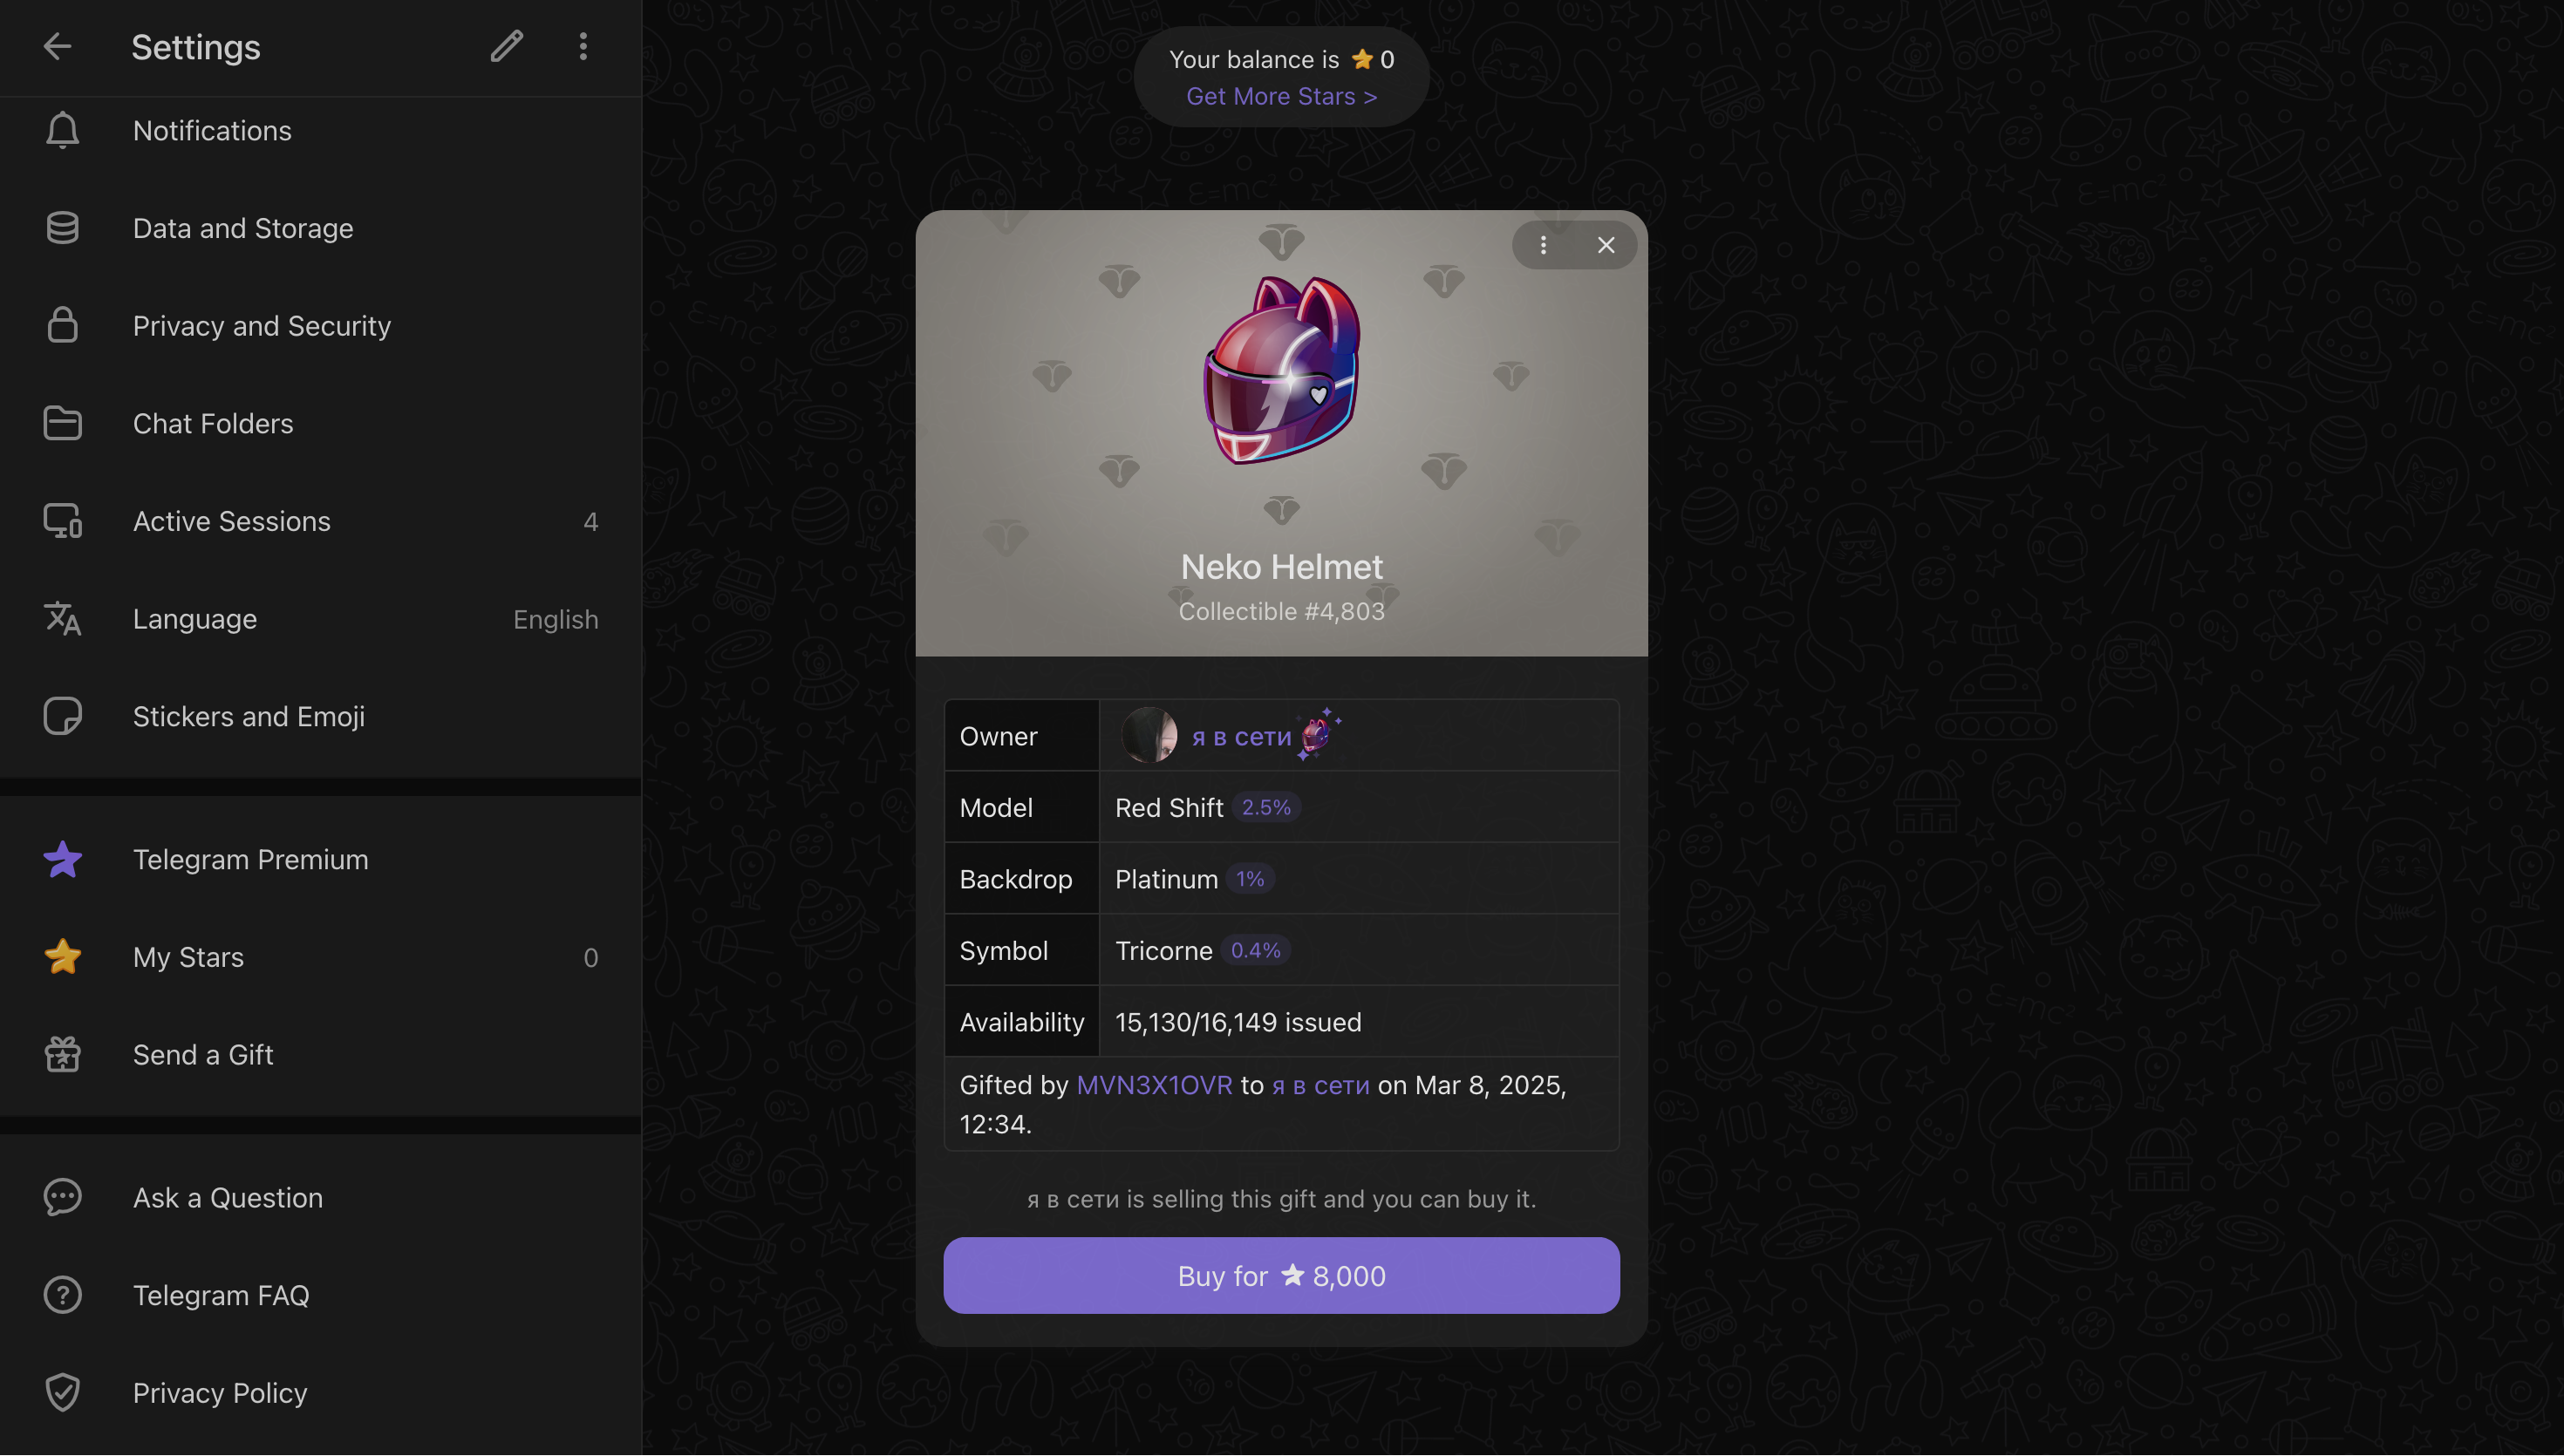 Settings
Notifications
Data and Storage
Privacy and Security
Chat Folders
Active Sessions 4
Language English
Stickers and Emoji
Telegram Premium
My Stars 0
Send a Gift
Ask a Question
Telegram FAQ
Privacy Policy
Your balance is 0
Get More Stars >
Neko Helmet
Collectible #4,803
Owner я в сети
Model Red Shift 2.5%
Backdrop Platinum 1%
Symbol Tricorne 0.4%
Availability 15,130/16,149 issued
Gifted by MVN3X1OVR to я в сети on Mar 8, 2025,
12:34.
я в сети is selling this gift and you can buy it.
Buy for 8,000